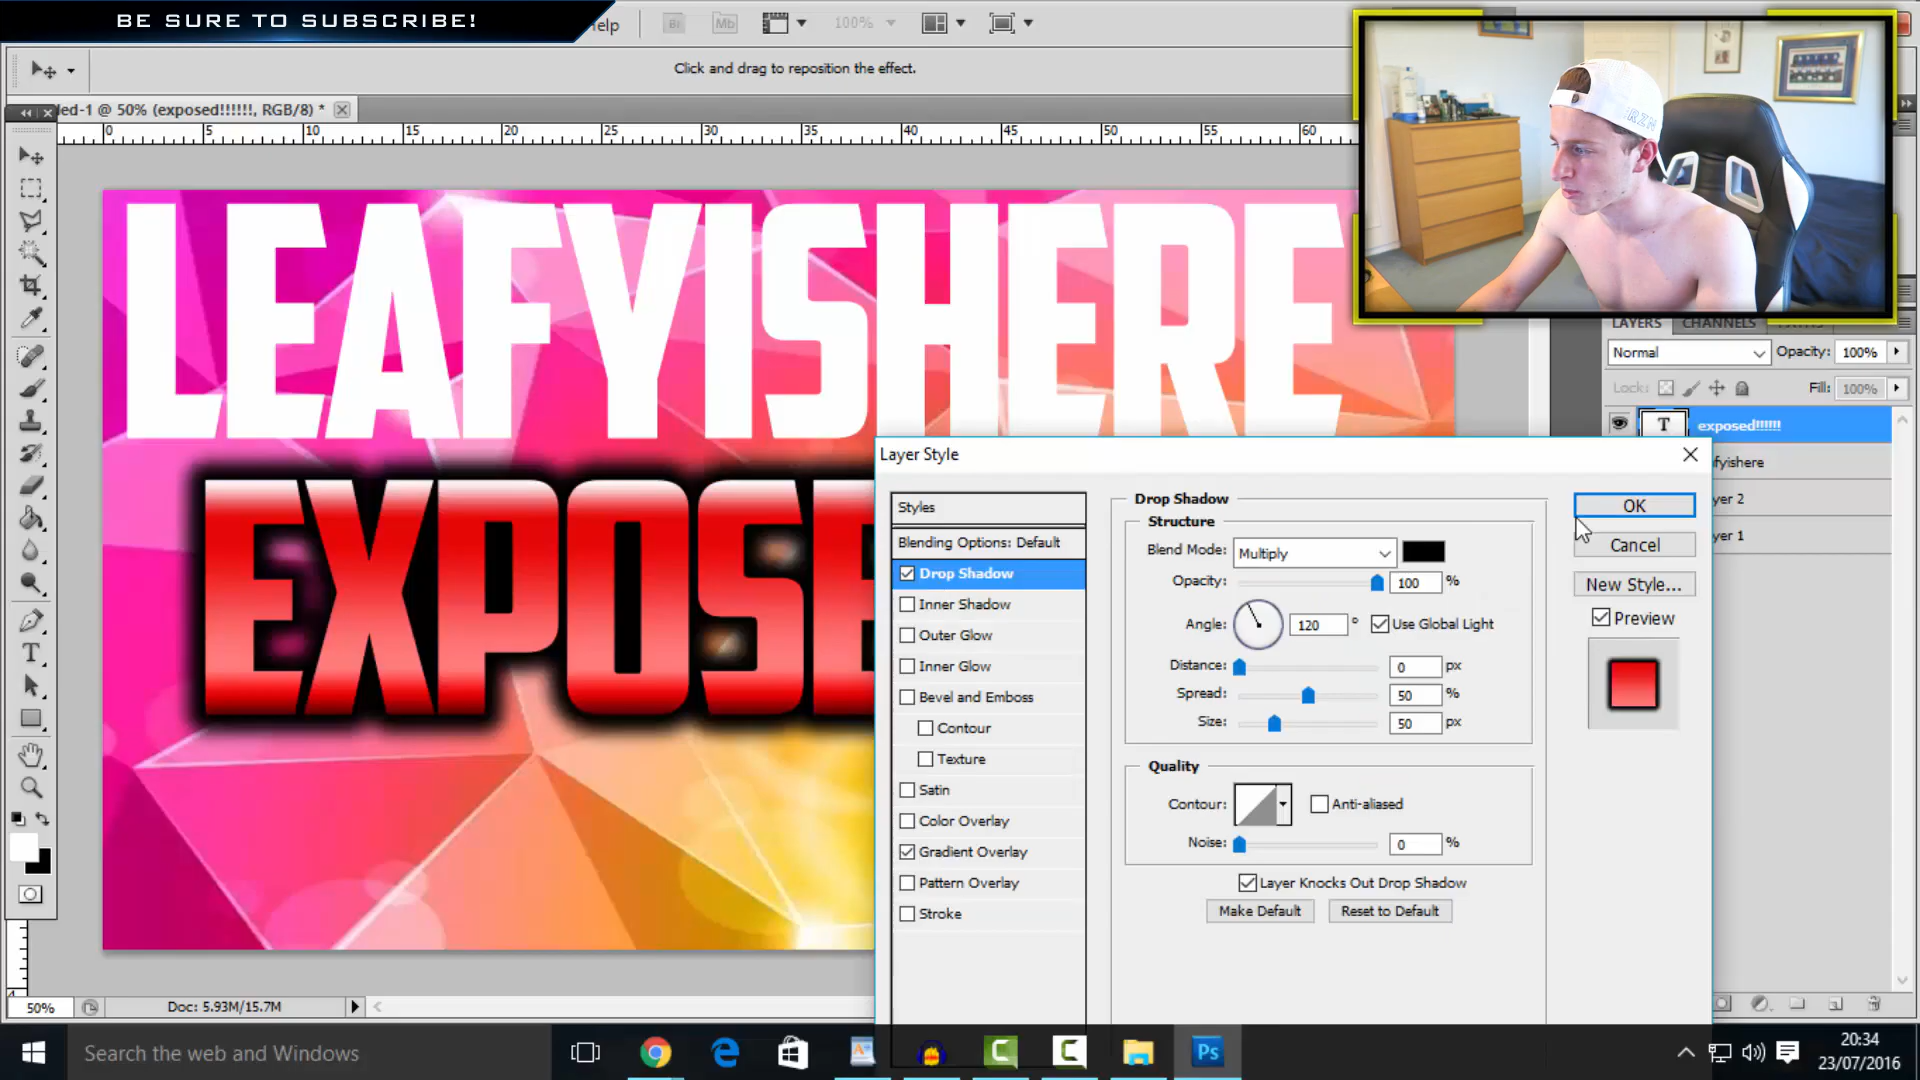 BE SURE TO SUBSCRIBE!
elp
Br
Mb
100%
Click and drag to reposition the effect.
led-1 @ 50% (exposed!!!!!!, RGB/8) *
0 5 10 15 20 25 30 35 40 45 50 55 60
LEAFYISHERE
EXPOSE
LAYERS CHANNELS PATHS
Normal Opacity: 100%
Lock: Fill: 100%
T exposed!!!!!!
fyishere
yer 2
yer 1
Layer Style
Styles
Blending Options: Default
Drop Shadow
Inner Shadow
Outer Glow
Inner Glow
Bevel and Emboss
Contour
Texture
Satin
Color Overlay
Gradient Overlay
Pattern Overlay
Stroke
Drop Shadow
Structure
Blend Mode: Multiply
Opacity: 100 %
Angle: 120 ° Use Global Light
Distance: 0 px
Spread: 50 %
Size: 50 px
Quality
Contour: Anti-aliased
Noise: 0 %
Layer Knocks Out Drop Shadow
Make Default Reset to Default
OK
Cancel
New Style...
Preview
50% Doc: 5.93M/15.7M
Search the web and Windows
Ps
20:34
23/07/2016